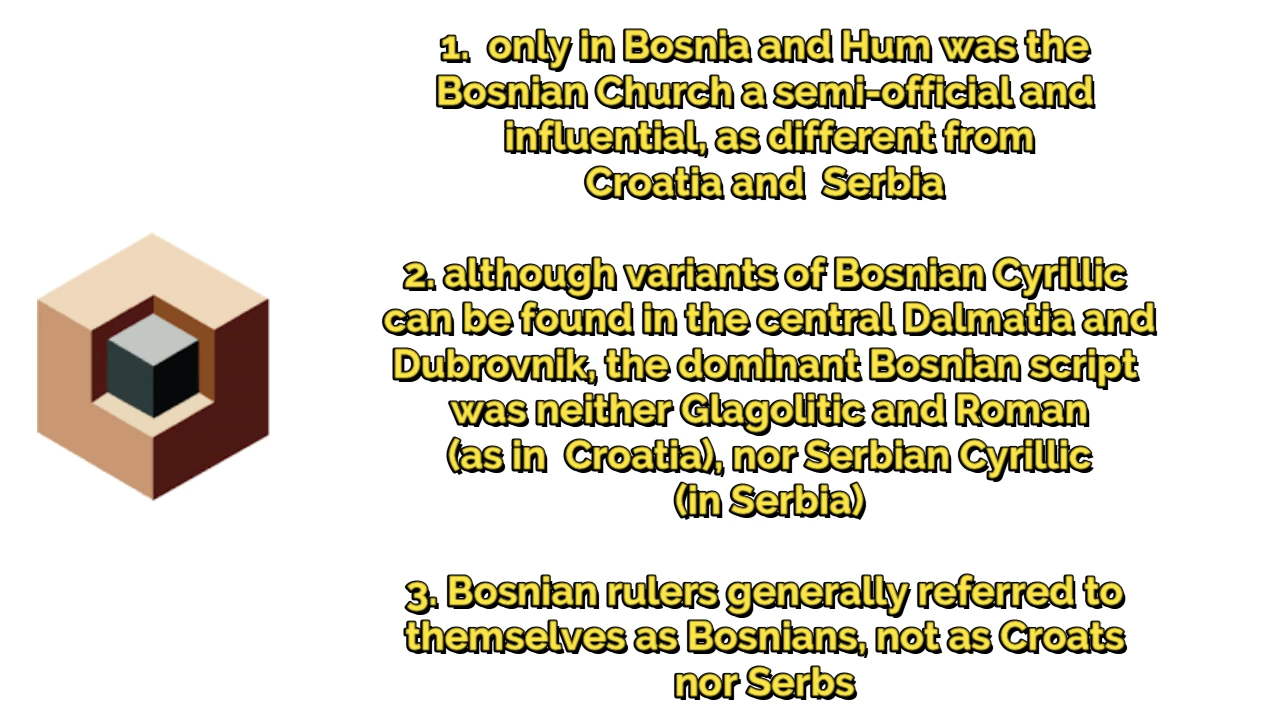 1.  only in Bosnia and Hum was the
Bosnian Church a semi-official and
influential, as different from
Croatia and  Serbia
2. although variants of Bosnian Cyrillic
can be found in the central Dalmatia and
Dubrovnik, the dominant Bosnian script
was neither Glagolitic and Roman
(as in  Croatia), nor Serbian Cyrillic
(in Serbia)
3. Bosnian rulers generally referred to
themselves as Bosnians, not as Croats
nor Serbs